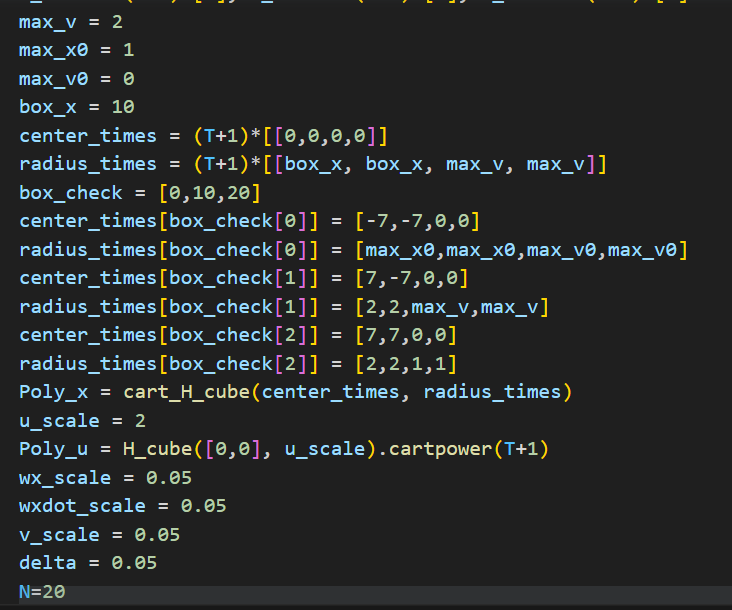 max_v = 2
max_x0 = 1
max_v0 = 0
box_x = 10
center_times = (T+1)*[[0,0,0,0]]
radius_times = (T+1)*[[box_x, box_x, max_v, max_v]]
box_check = [0,10,20]
center_times[box_check[0]] = [-7,-7,0,0]
radius_times[box_check[0]] = [max_x0,max_x0,max_v0,max_v0]
center_times[box_check[1]] = [7,-7,0,0]
radius_times[box_check[1]] = [2,2,max_v,max_v]
center_times[box_check[2]] = [7,7,0,0]
radius_times[box_check[2]] = [2,2,1,1]
Poly_x = cart_H_cube(center_times, radius_times)
u_scale = 2
Poly_u = H_cube([0,0], u_scale).cartpower(T+1)
wx_scale = 0.05
wxdot_scale = 0.05
v_scale = 0.05
delta = 0.05
N=20